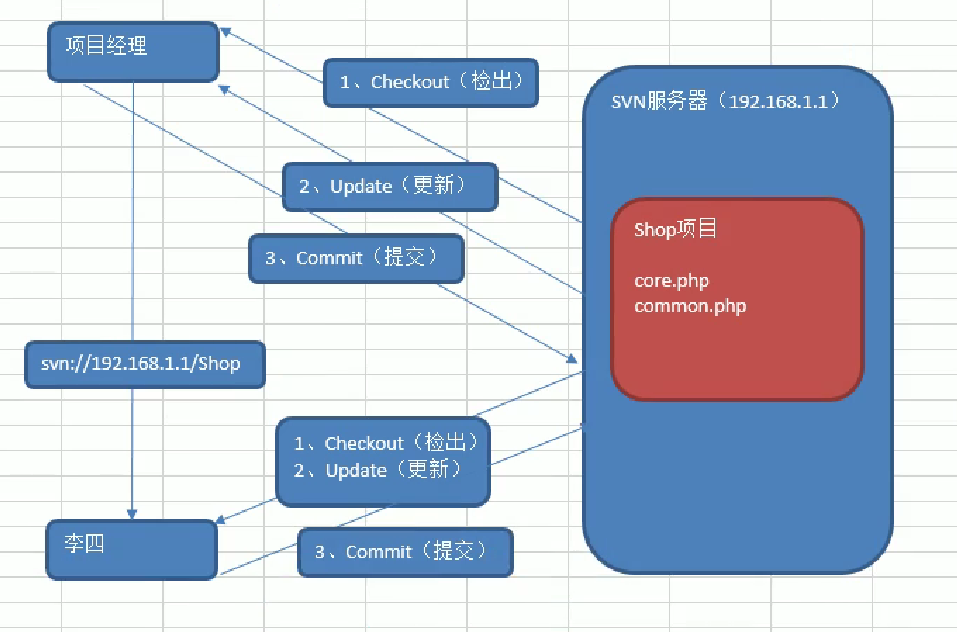 项目经理
1、Checkout（检出）
SVN服务器（192.168.1.1）
2、Update（更新）
Shop项目
3、Commit（提交）
core.php
common.php
svn://192.168.1.1/Shop
1、Checkout（检出）
2、Update（更新）
李四
3、Commit（提交）